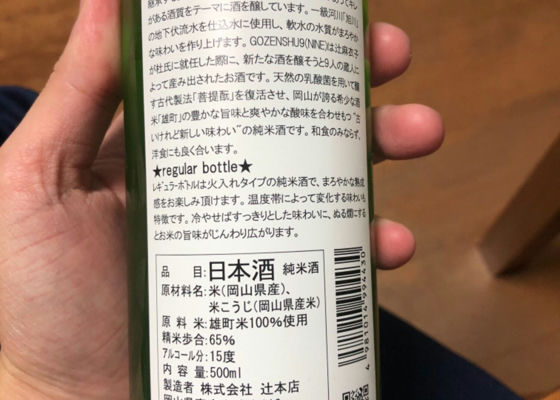 がある酒質をテーマに酒を醸しています。一級河川「旭川」
の地下伏流水を仕込水に使用し、軟水の水質がまろやか
な味わいを作り上げます。GOZENSHU9(NINE)は辻麻衣子
が杜氏に就任した際に、新たな酒を醸そうと9人の蔵人に
よって産み出されたお酒です。天然の乳酸菌を用いて醸
す古代製法「菩提酛」を復活させ、岡山が誇る希少な酒
米「雄町」の豊かな旨味と爽やかな酸味を合わせもつ“古
いけれど新しい味わい”の純米酒です。和食のみならず、
洋食にも良く合います。
★regular bottle★
レギュラーボトルは火入れタイプの純米酒で、まろやかな熟成
感をお楽しみ頂けます。温度帯によって変化する味わいも
特徴です。冷やせばすっきりとした味わいに、ぬる燗にする
とお米の旨味がじんわり広がります。
品 目:日本酒 純米酒
原材料名:米(岡山県産)、
米こうじ(岡山県産米)
原 料 米:雄町米100%使用
精米歩合:65%
アルコール分:15度
内 容 量:500ml
製造者 株式会社 辻本店
4981014994430